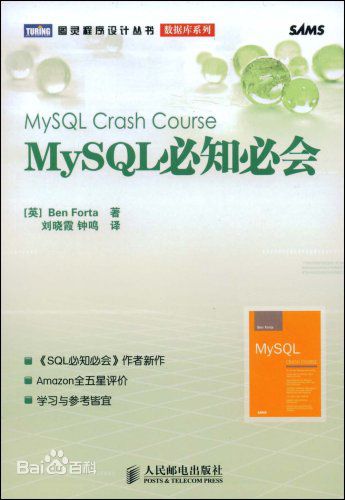 TURING 图灵程序设计丛书 数据库系列 SAMS
MySQL Crash Course
MySQL必知必会
[英] Ben Forta 著
刘晓霞 钟鸣 译
《SQL必知必会》作者新作
Amazon全五星评价
学习与参考皆宜
Ben Forta
MySQL
crash course
SAMS
Bai百科
人民邮电出版社
POSTS & TELECOM PRESS